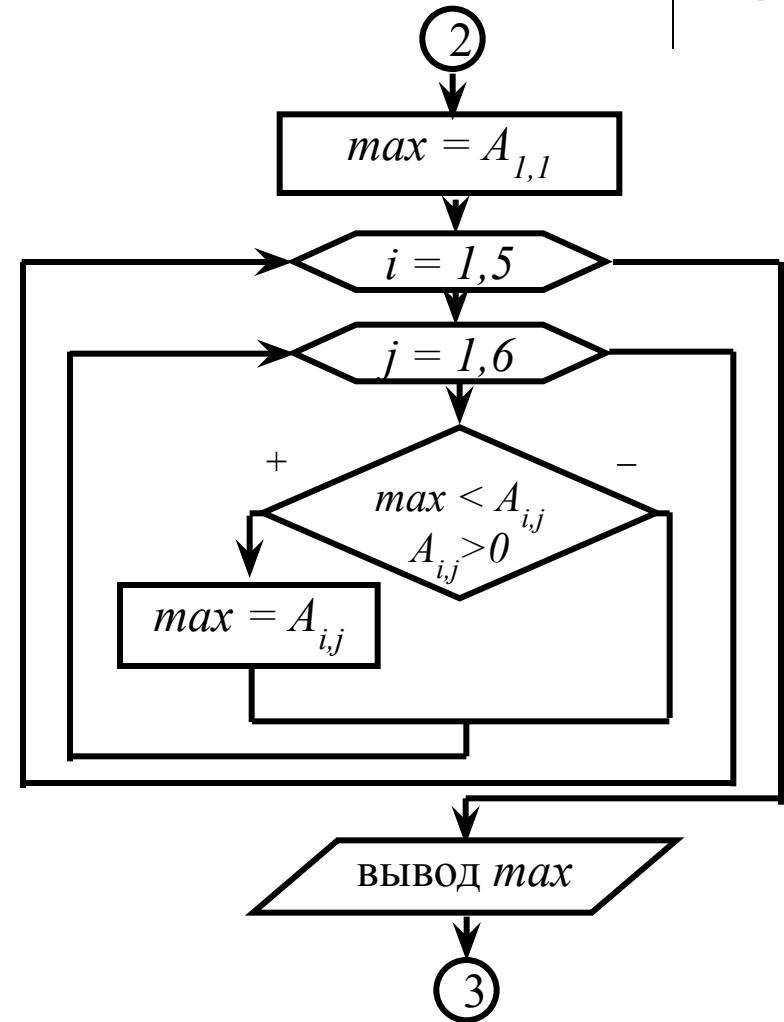 2
max = A1,1
i = 1,5
j = 1,6
+
–
max < Ai,j
Ai,j>0
max = Ai,j
вывод max
3